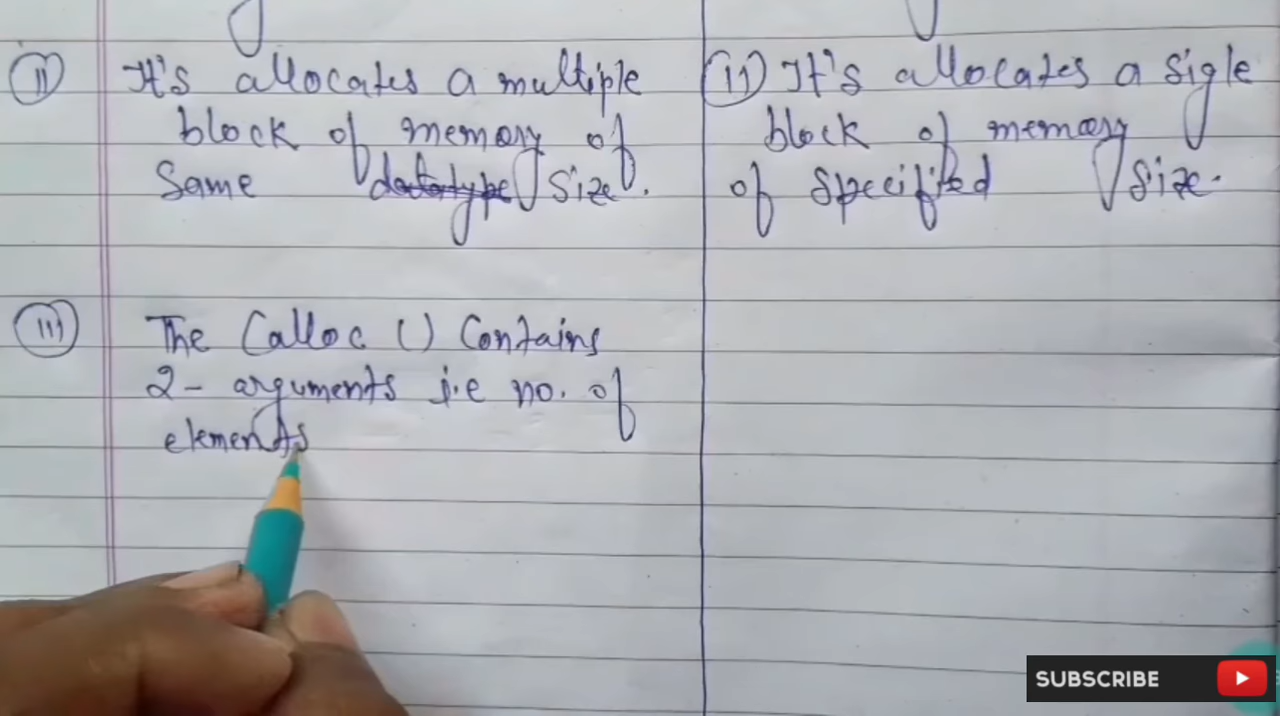 (ii) It's allocates a multiple
block of memory of
Same size.
(ii) It's allocates a sigle
block of memory
of specified size.
(iii) The Calloc () Contains
2- arguments i.e no. of
elements
SUBSCRIBE